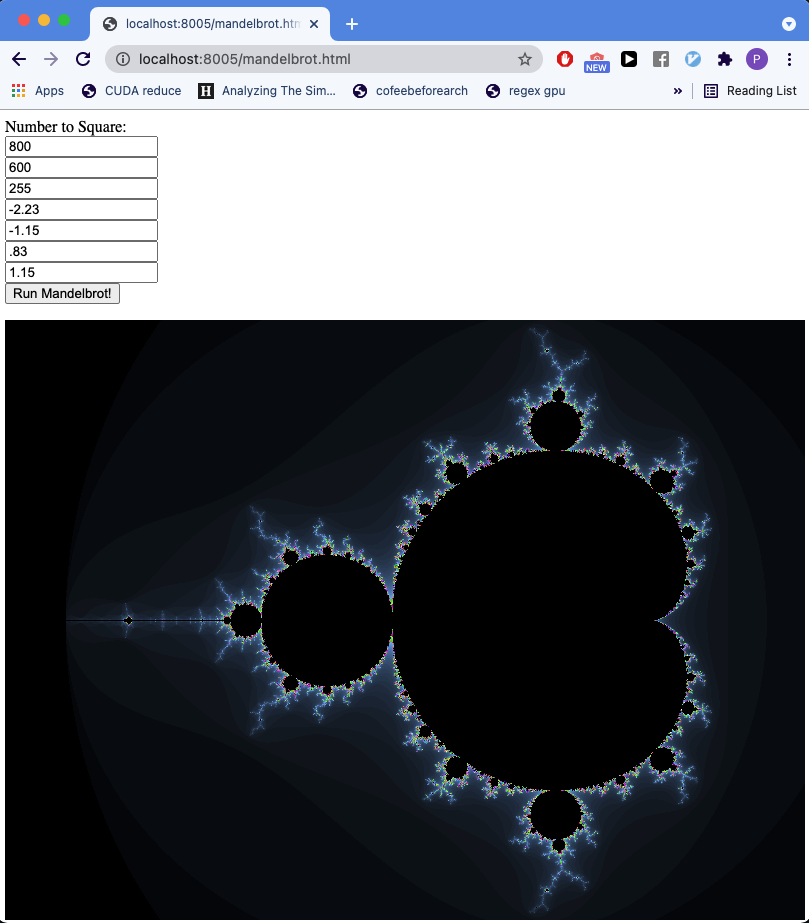 localhost:8005/mandelbrot.htm
localhost:8005/mandelbrot.html
NEW
P
Apps
CUDA reduce
H
Analyzing The Sim...
cofeebeforearch
regex gpu
»
Reading List
Number to Square:
800
600
255
-2.23
-1.15
.83
1.15
Run Mandelbrot!